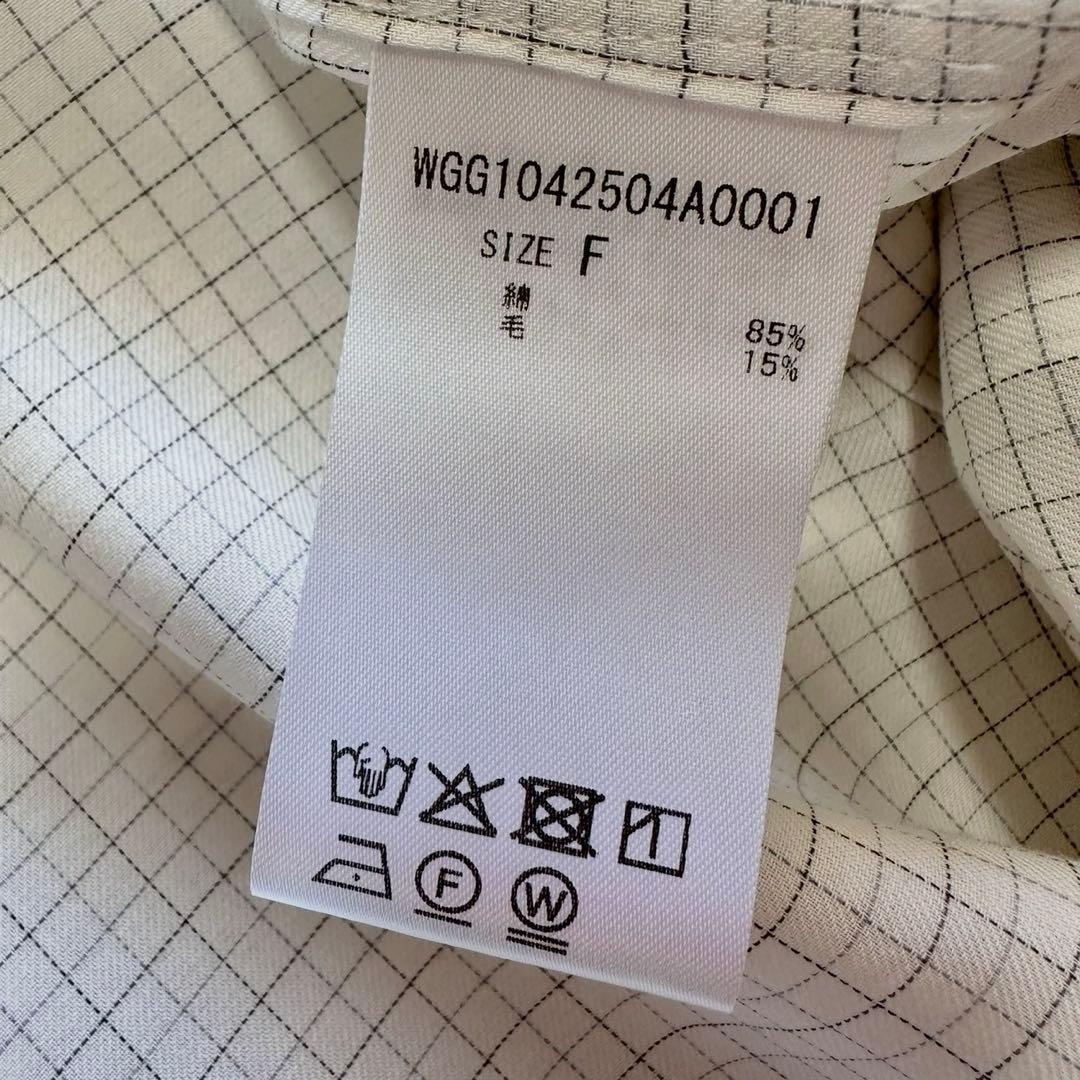 WGG1042504A0001
SIZE F
綿 85%
毛 15%
F
W